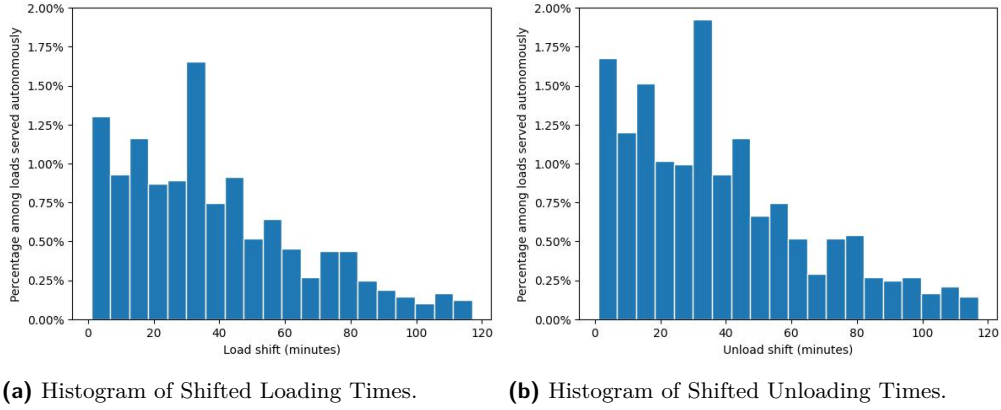 2.00%
1.75%
1.50%
1.25%
1.00%
0.75%
0.50%
0.25%
0.00%
Percentage among loads served autonomously
0 20 40 60 80 100 120
Load shift (minutes)
(a) Histogram of Shifted Loading Times.
2.00%
1.75%
1.50%
1.25%
1.00%
0.75%
0.50%
0.25%
0.00%
Percentage among loads served autonomously
0 20 40 60 80 100 120
Unload shift (minutes)
(b) Histogram of Shifted Unloading Times.